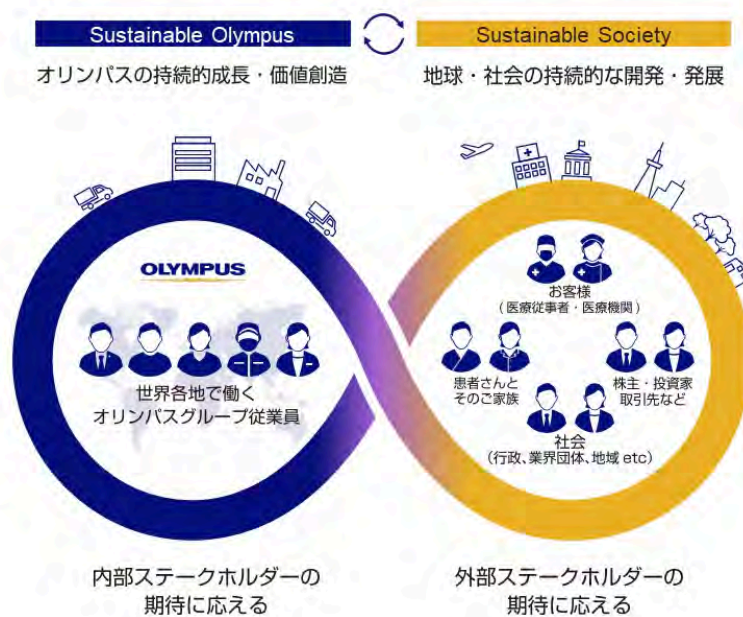 Sustainable Olympus
Sustainable Society
オリンパスの持続的成長・価値創造
地球・社会の持続的な開発・発展
OLYMPUS
世界各地で働く
オリンパスグループ従業員
お客様
(医療従事者・医療機関)
患者さんと
そのご家族
株主・投資家
取引先など
社会
(行政、業界団体、地域 etc)
内部ステークホルダーの
期待に応える
外部ステークホルダーの
期待に応える